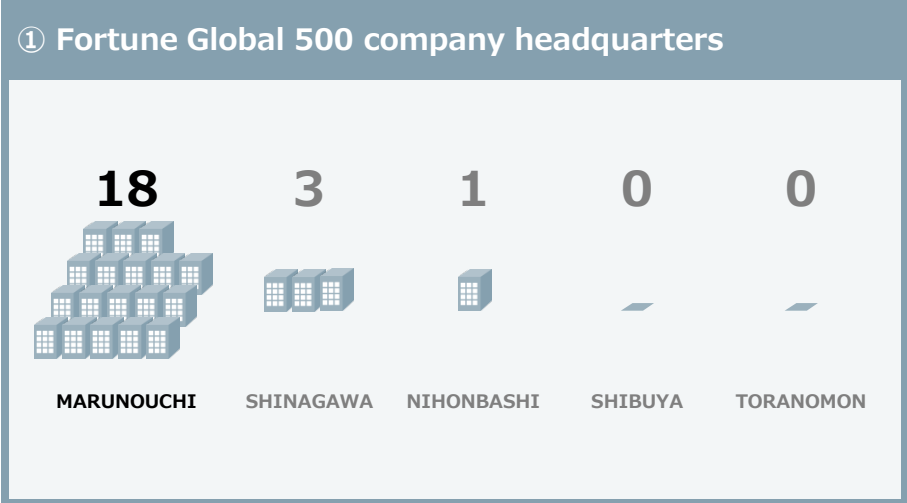 ① Fortune Global 500 company headquarters
18 3 1 0 0
MARUNOUCHI SHINAGAWA NIHONBASHI SHIBUYA TORANOMON